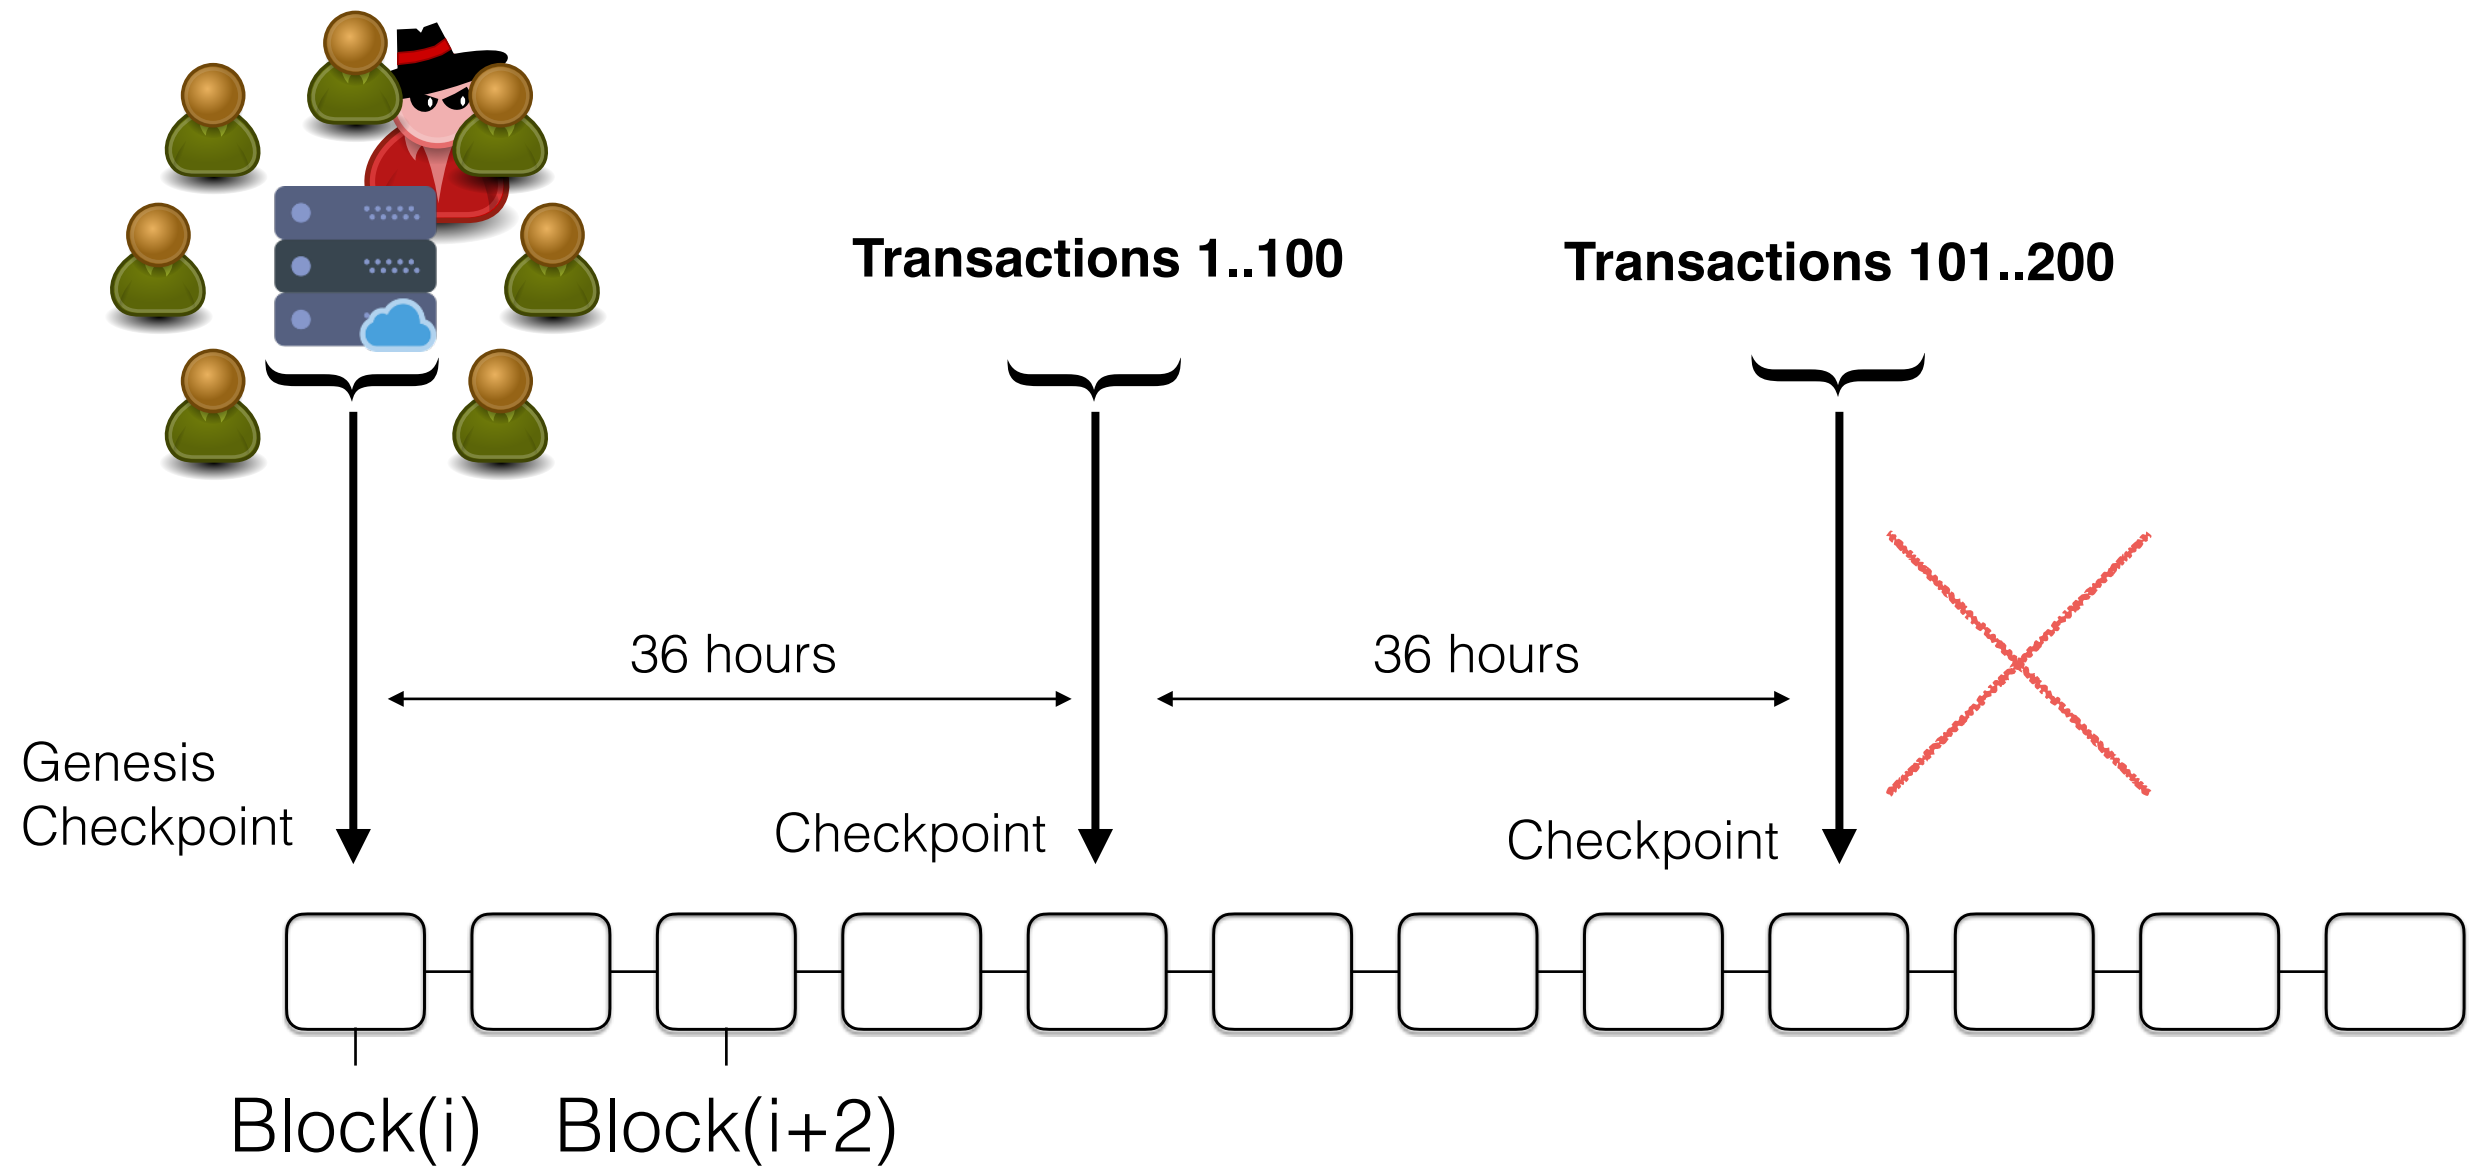 Transactions 1..100
Transactions 101..200
36 hours
36 hours
Genesis
Checkpoint
Checkpoint
Checkpoint
Block(i)
Block(i+2)